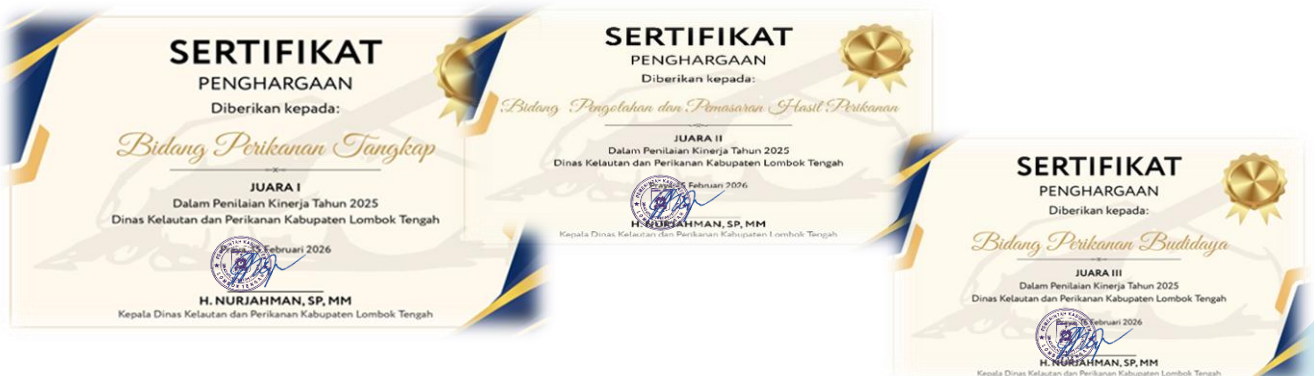 SERTIFIKAT
PENGHARGAAN
Diberikan kepada:
Bidang Perikanan Tangkap
JUARA I
Dalam Penilaian Kinerja Tahun 2025
Dinas Kelautan dan Perikanan Kabupaten Lombok Tengah
Februari 2026
H. NURJAHMAN, SP, MM
Kepala Dinas Kelautan dan Perikanan Kabupaten Lombok Tengah
SERTIFIKAT
PENGHARGAAN
Diberikan kepada:
Bidang Pengolahan dan Pemasaran Hasil Perikanan
JUARA II
Dalam Penilaian Kinerja Tahun 2025
Dinas Kelautan dan Perikanan Kabupaten Lombok Tengah
Februari 2026
H. NURJAHMAN, SP, MM
Kepala Dinas Kelautan dan Perikanan Kabupaten Lombok Tengah
SERTIFIKAT
PENGHARGAAN
Diberikan kepada:
Bidang Perikanan Budidaya
JUARA III
Dalam Penilaian Kinerja Tahun 2025
Dinas Kelautan dan Perikanan Kabupaten Lombok Tengah
Februari 2026
H. NURJAHMAN, SP, MM
Kepala Dinas Kelautan dan Perikanan Kabupaten Lombok Tengah